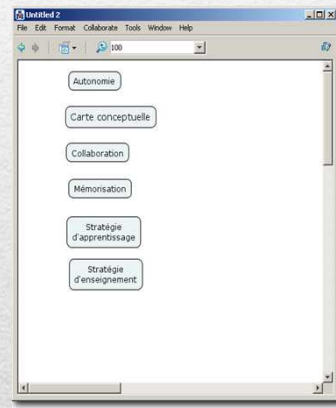 Untitled 2
File Edit Format Collaborate Tools Window Help
100
Autonomie
Carte conceptuelle
Collaboration
Mémorisation
Stratégie
d'apprentissage
Stratégie
d'enseignement